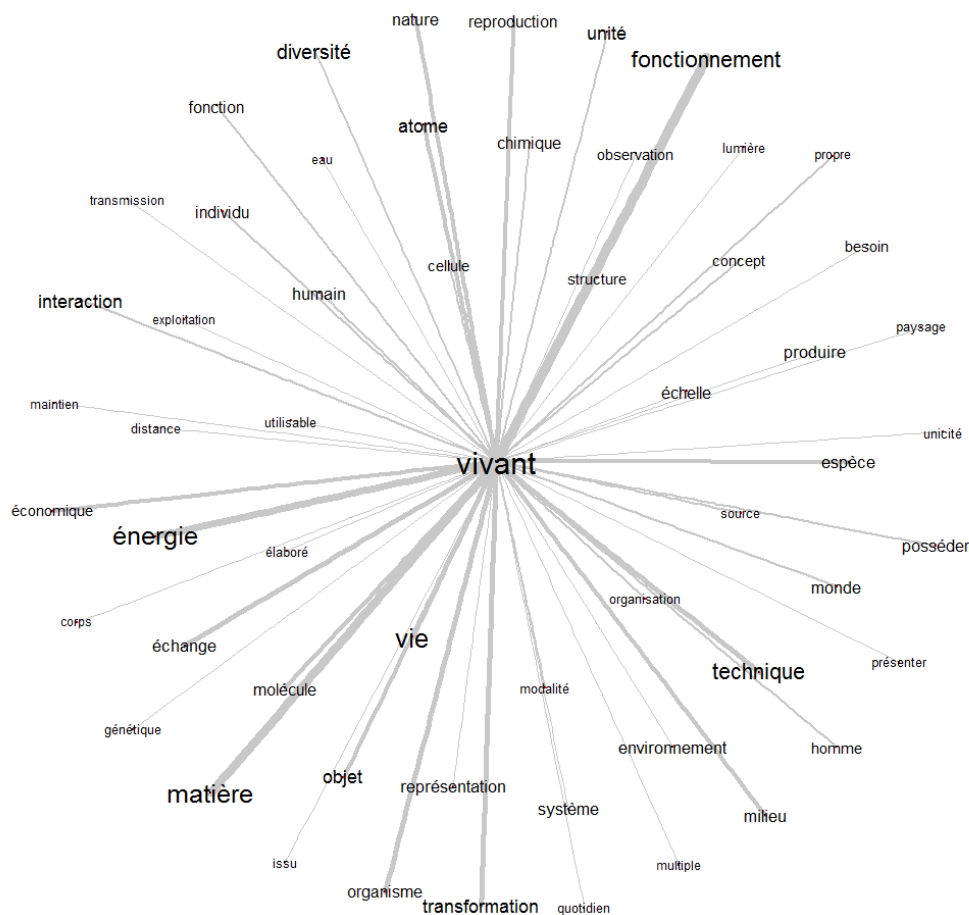 nature
reproduction
unité
diversité
fonctionnement
fonction
atome
chimique
observation
lumière
propre
eau
transmission
individu
cellule
structure
concept
besoin
interaction
humain
exploitation
paysage
produire
échelle
maintien
distance
utilisable
unicité
vivant
espèce
économique
source
énergie
élaboré
posséder
monde
corps
organisation
échange
vie
technique
présenter
molécule
modalité
génétique
environnement
homme
matière
objet
représentation
système
milieu
issu
multiple
organisme
transformation
quotidien